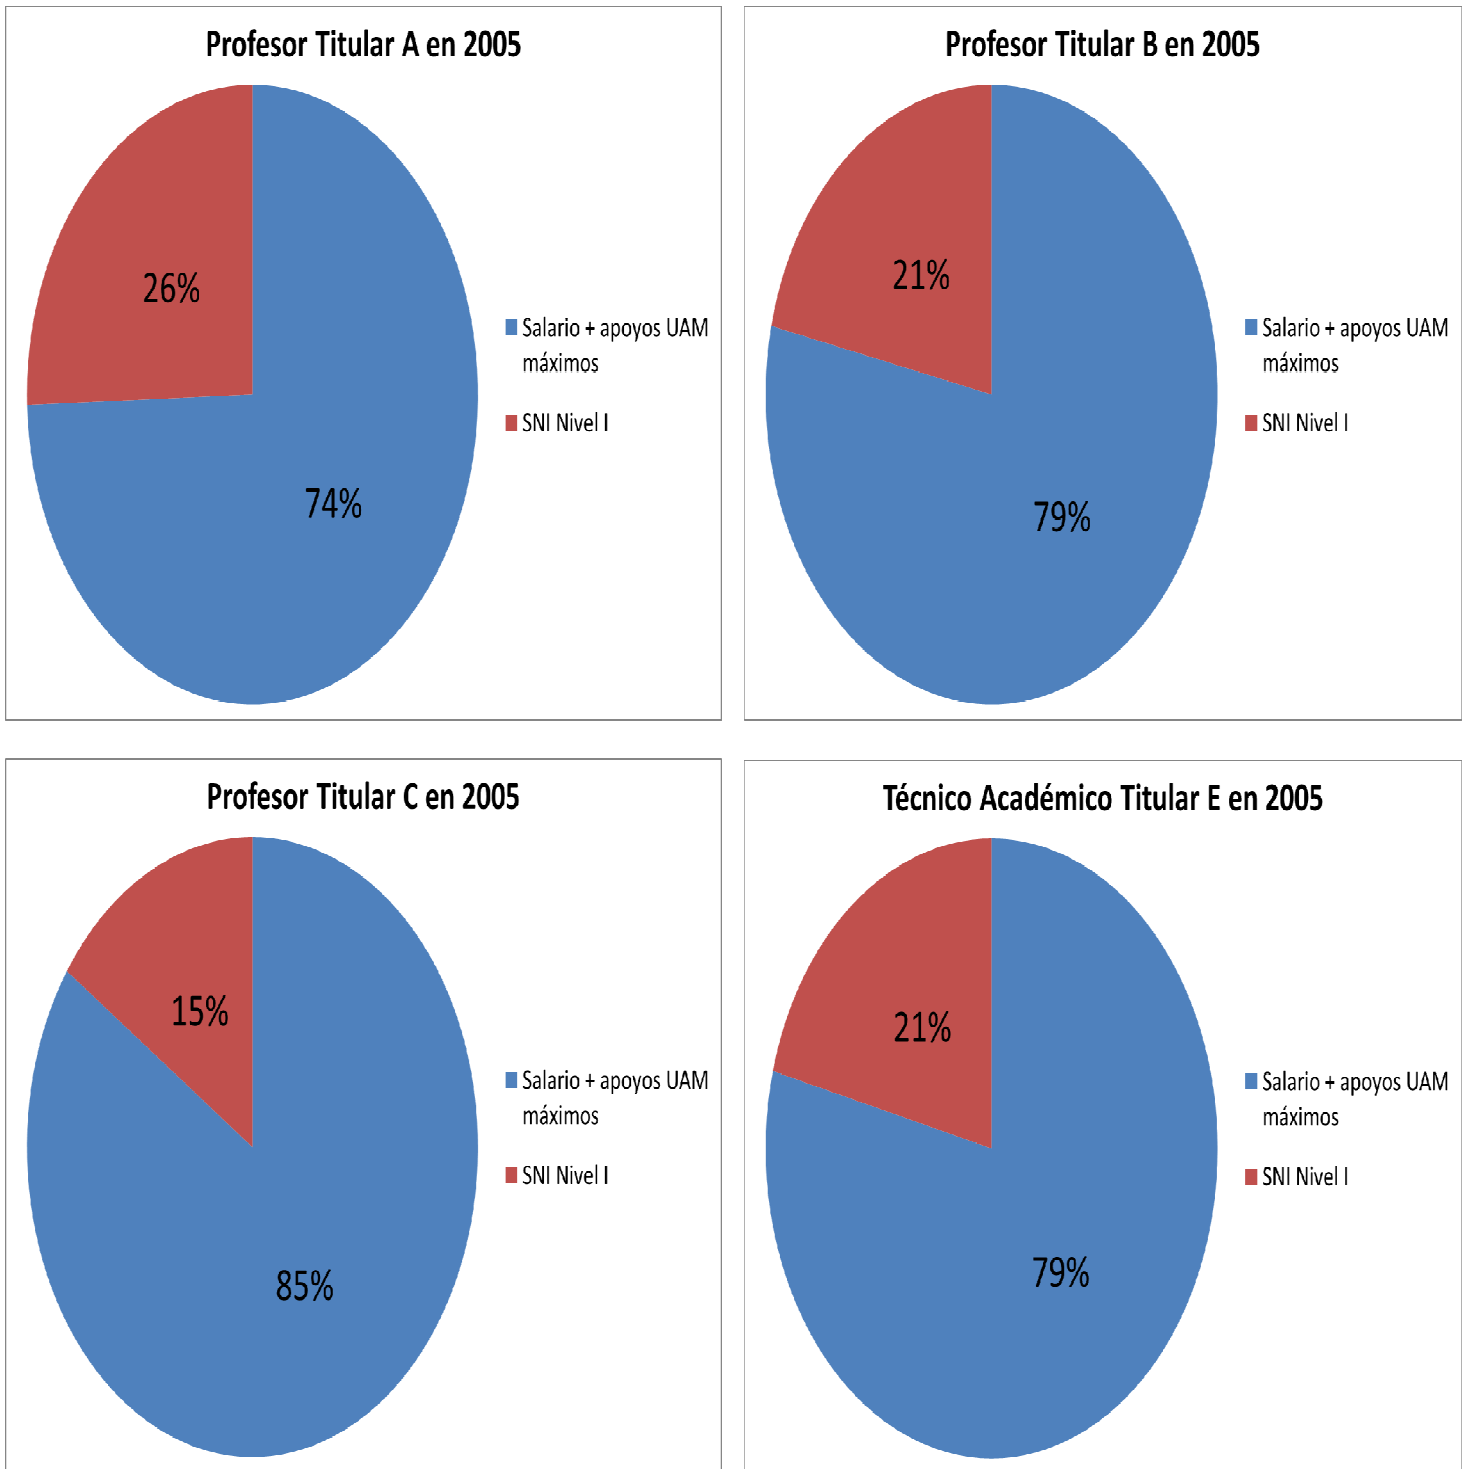 Profesor Titular A en 2005
26%
74%
Salario + apoyos UAM
máximos
SNI Nivel I
Profesor Titular B en 2005
21%
79%
Salario + apoyos UAM
máximos
SNI Nivel I
Profesor Titular C en 2005
15%
85%
Salario + apoyos UAM
máximos
SNI Nivel I
Técnico Académico Titular E en 2005
21%
79%
Salario + apoyos UAM
máximos
SNI Nivel I